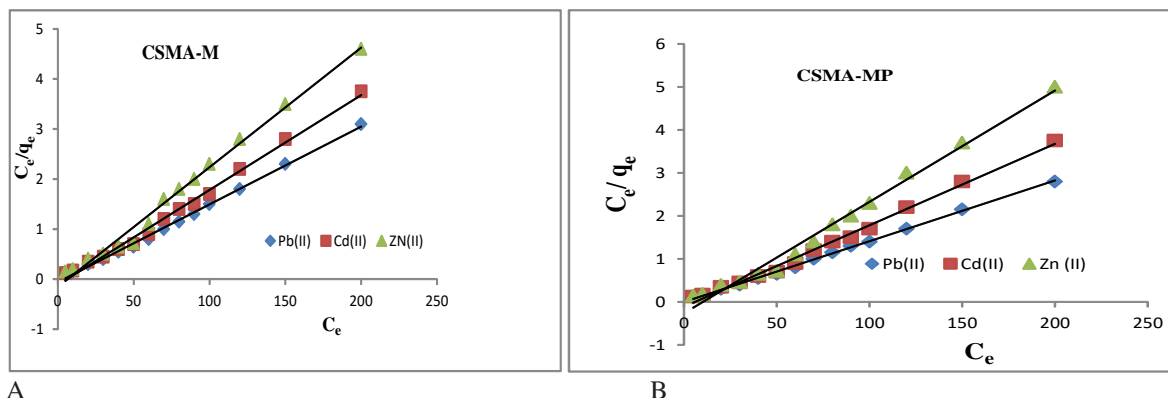 CSMA-M
5
4
3
2
1
0
-1
0 50 100 150 200 250
Ce/qe
Ce
Pb(II) Cd(II) ZN(II)
A
CSMA-MP
6
5
4
3
2
1
0
-1
0 50 100 150 200 250
Ce/ qe
Ce
Pb(II) Cd(II) Zn (II)
B